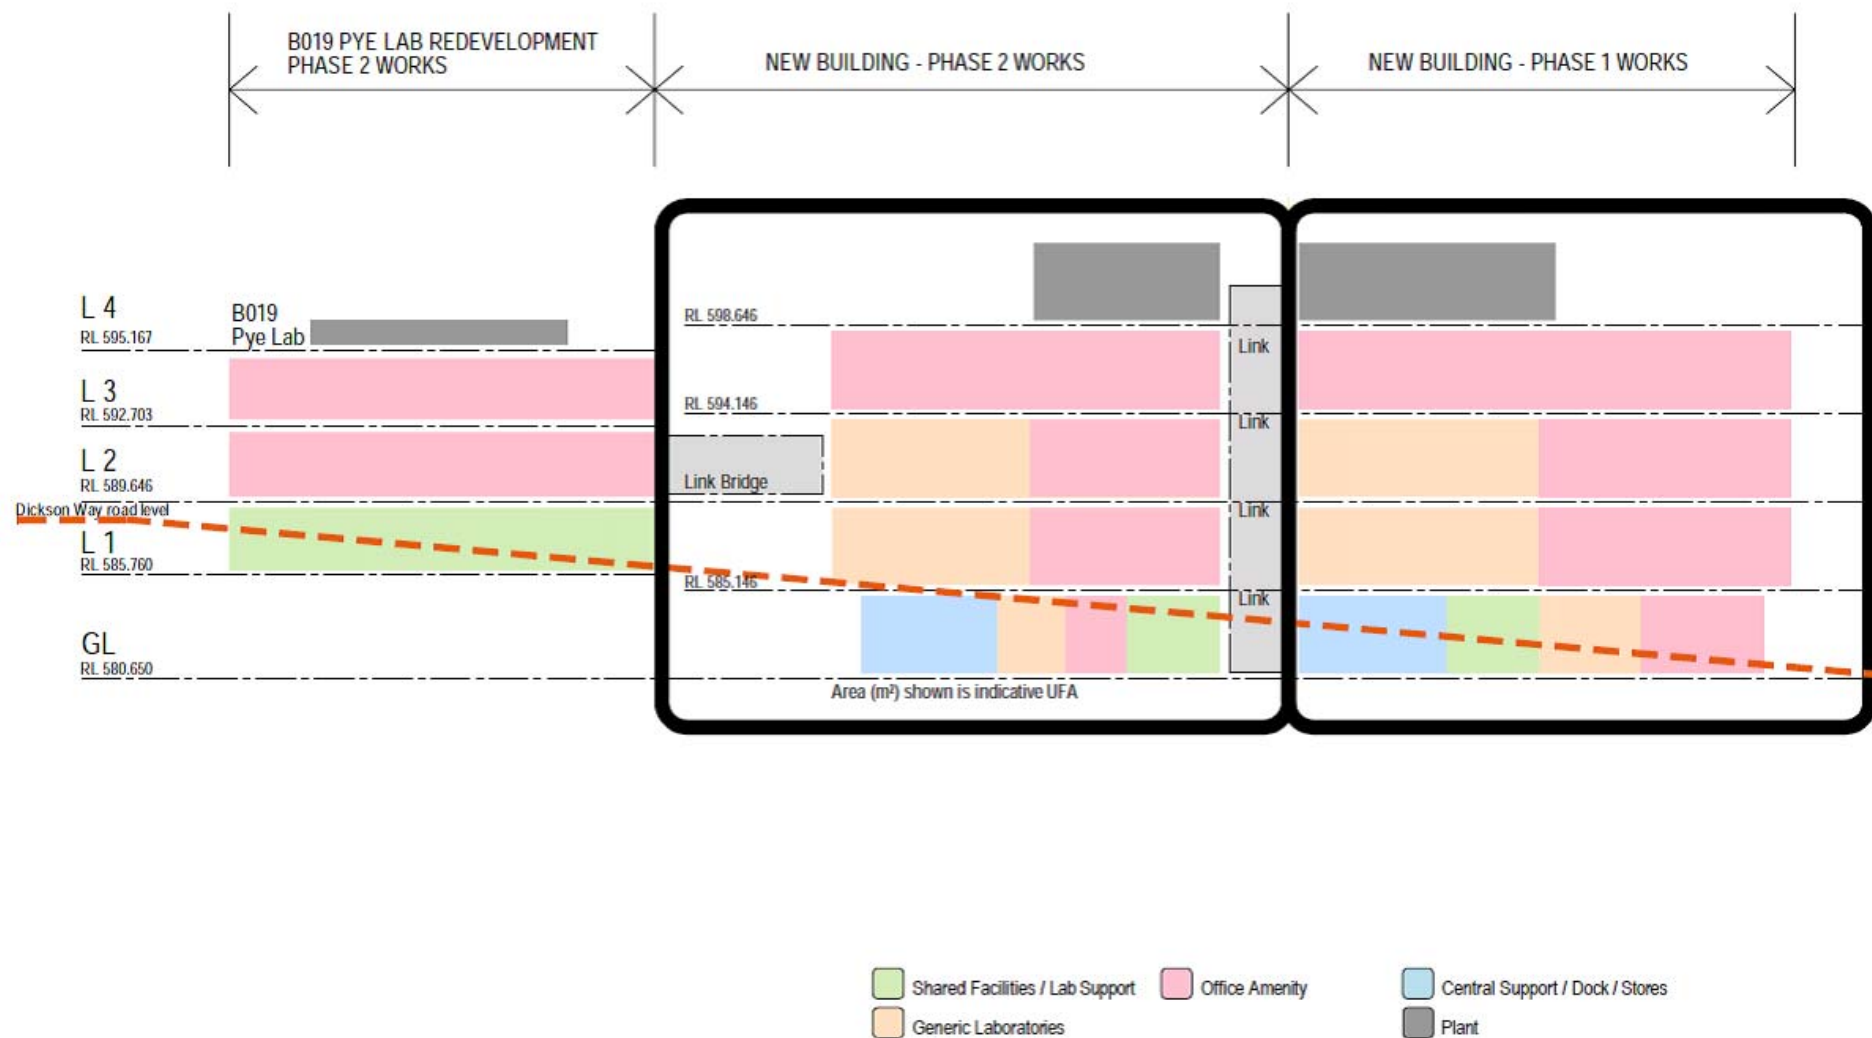 B019 PYE LAB REDEVELOPMENT
PHASE 2 WORKS
NEW BUILDING - PHASE 2 WORKS
NEW BUILDING - PHASE 1 WORKS
L 4
RL 595.167
B019
Pye Lab
RL 598.646
Link
L 3
RL 592.703
RL 594.146
Link
L 2
RL 589.646
Link Bridge
Dickson Way road level
Link
L 1
RL 585.760
RL 585.146
Link
GL
RL 580.650
Area (m²) shown is indicative UFA
Shared Facilities / Lab Support
Office Amenity
Central Support / Dock / Stores
Generic Laboratories
Plant